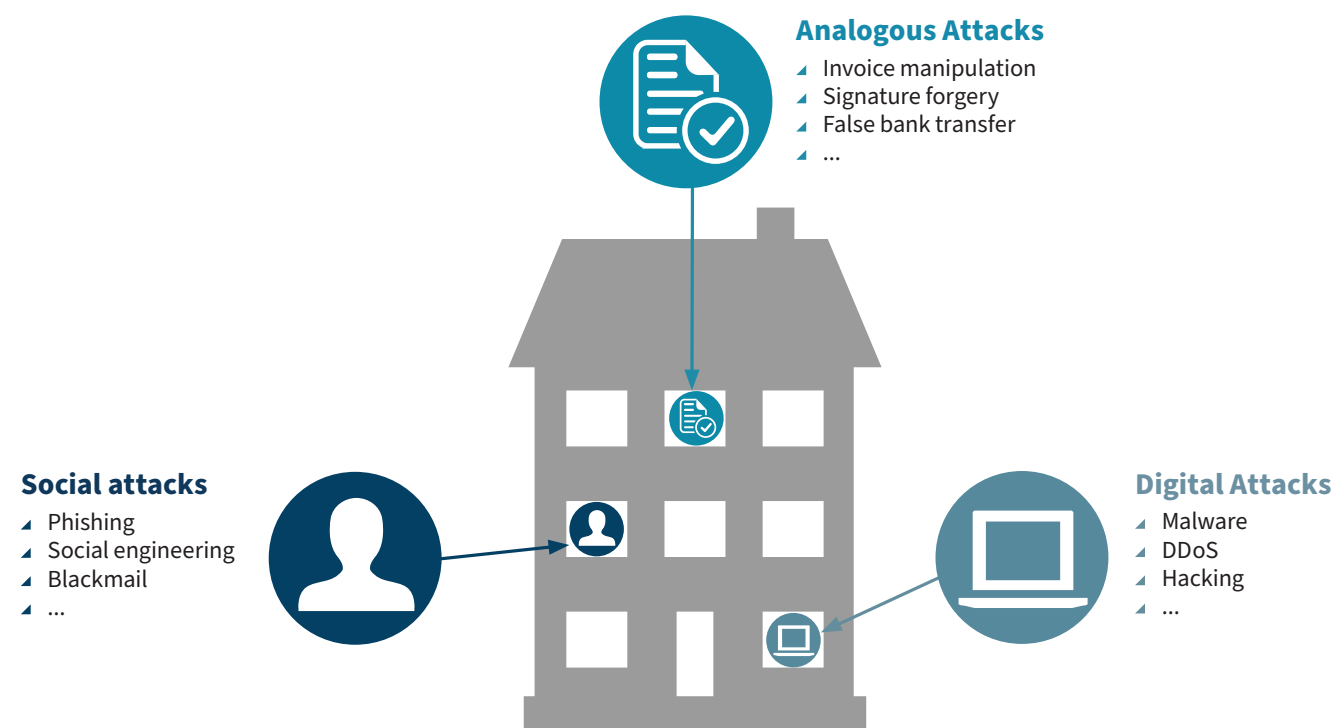 Analogous Attacks
Invoice manipulation
Signature forgery
False bank transfer
...
Social attacks
Phishing
Social engineering
Blackmail
...
Digital Attacks
Malware
DDoS
Hacking
...